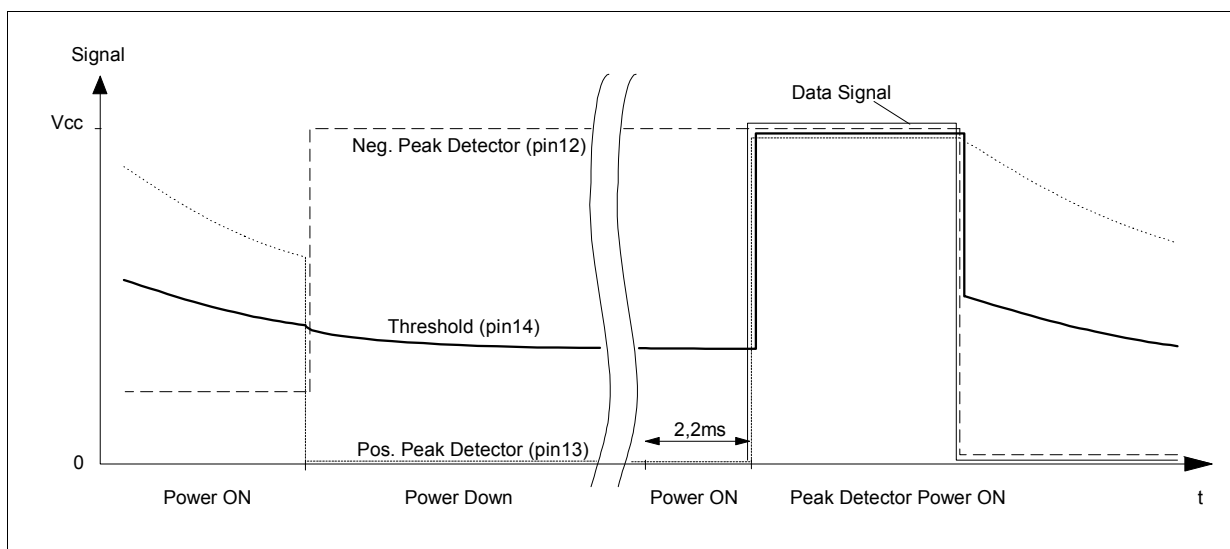 Signal
Data Signal
Vcc
Neg. Peak Detector (pin12)
Threshold (pin14)
2,2ms
Pos. Peak Detector (pin13)
0
Power ON
Power Down
Power ON
Peak Detector Power ON
t